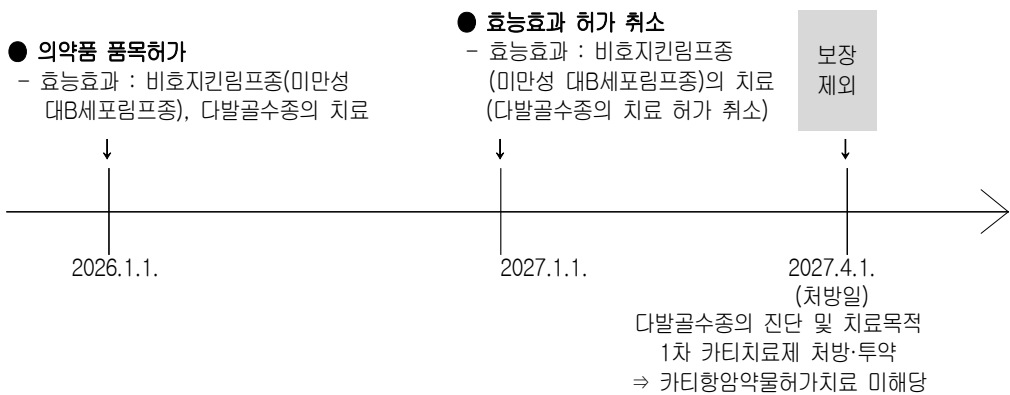 ● 의약품 품목허가
- 효능효과 : 비호지킨림프종(미만성
대B세포림프종), 다발골수종의 치료
● 효능효과 허가 취소
- 효능효과 : 비호지킨림프종
(미만성 대B세포림프종)의 치료
(다발골수종의 치료 허가 취소)
보장
제외
↓
↓
↓
2026.1.1.
2027.1.1.
2027.4.1.
(처방일)
다발골수종의 진단 및 치료목적
1차 카티치료제 처방·투약
⇒ 카티항암약물허가치료 미해당